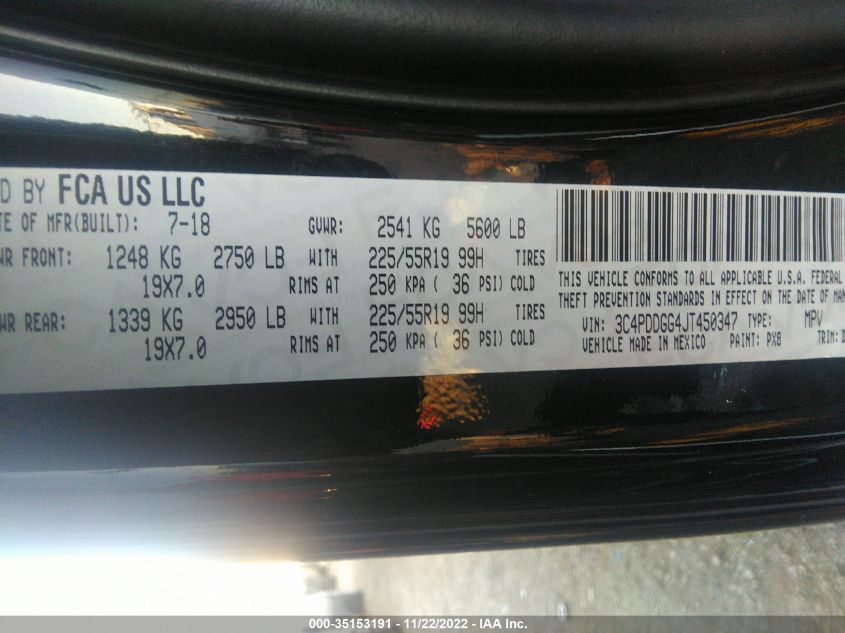 D BY FCA US LLC
TE OF MFR(BUILT): 7-18 GVWR: 2541 KG 5600 LB
WR FRONT: 1248 KG 2750 LB WITH 225/55R19 99H TIRES
19X7.0 RIMS AT 250 KPA ( 36 PSI) COLD
WR REAR: 1339 KG 2950 LB WITH 225/55R19 99H TIRES
19X7.0 RIMS AT 250 KPA ( 36 PSI) COLD
THIS VEHICLE CONFORMS TO ALL APPLICABLE U.S.A. FEDERAL
THEFT PREVENTION STANDARDS IN EFFECT ON THE DATE OF MAN
VIN: 3C4PDDGG4JT450347 TYPE: MPV
VEHICLE MADE IN MEXICO PAINT: PX8 TRIM: D
000-35153191 - 11/22/2022 - IAA Inc.